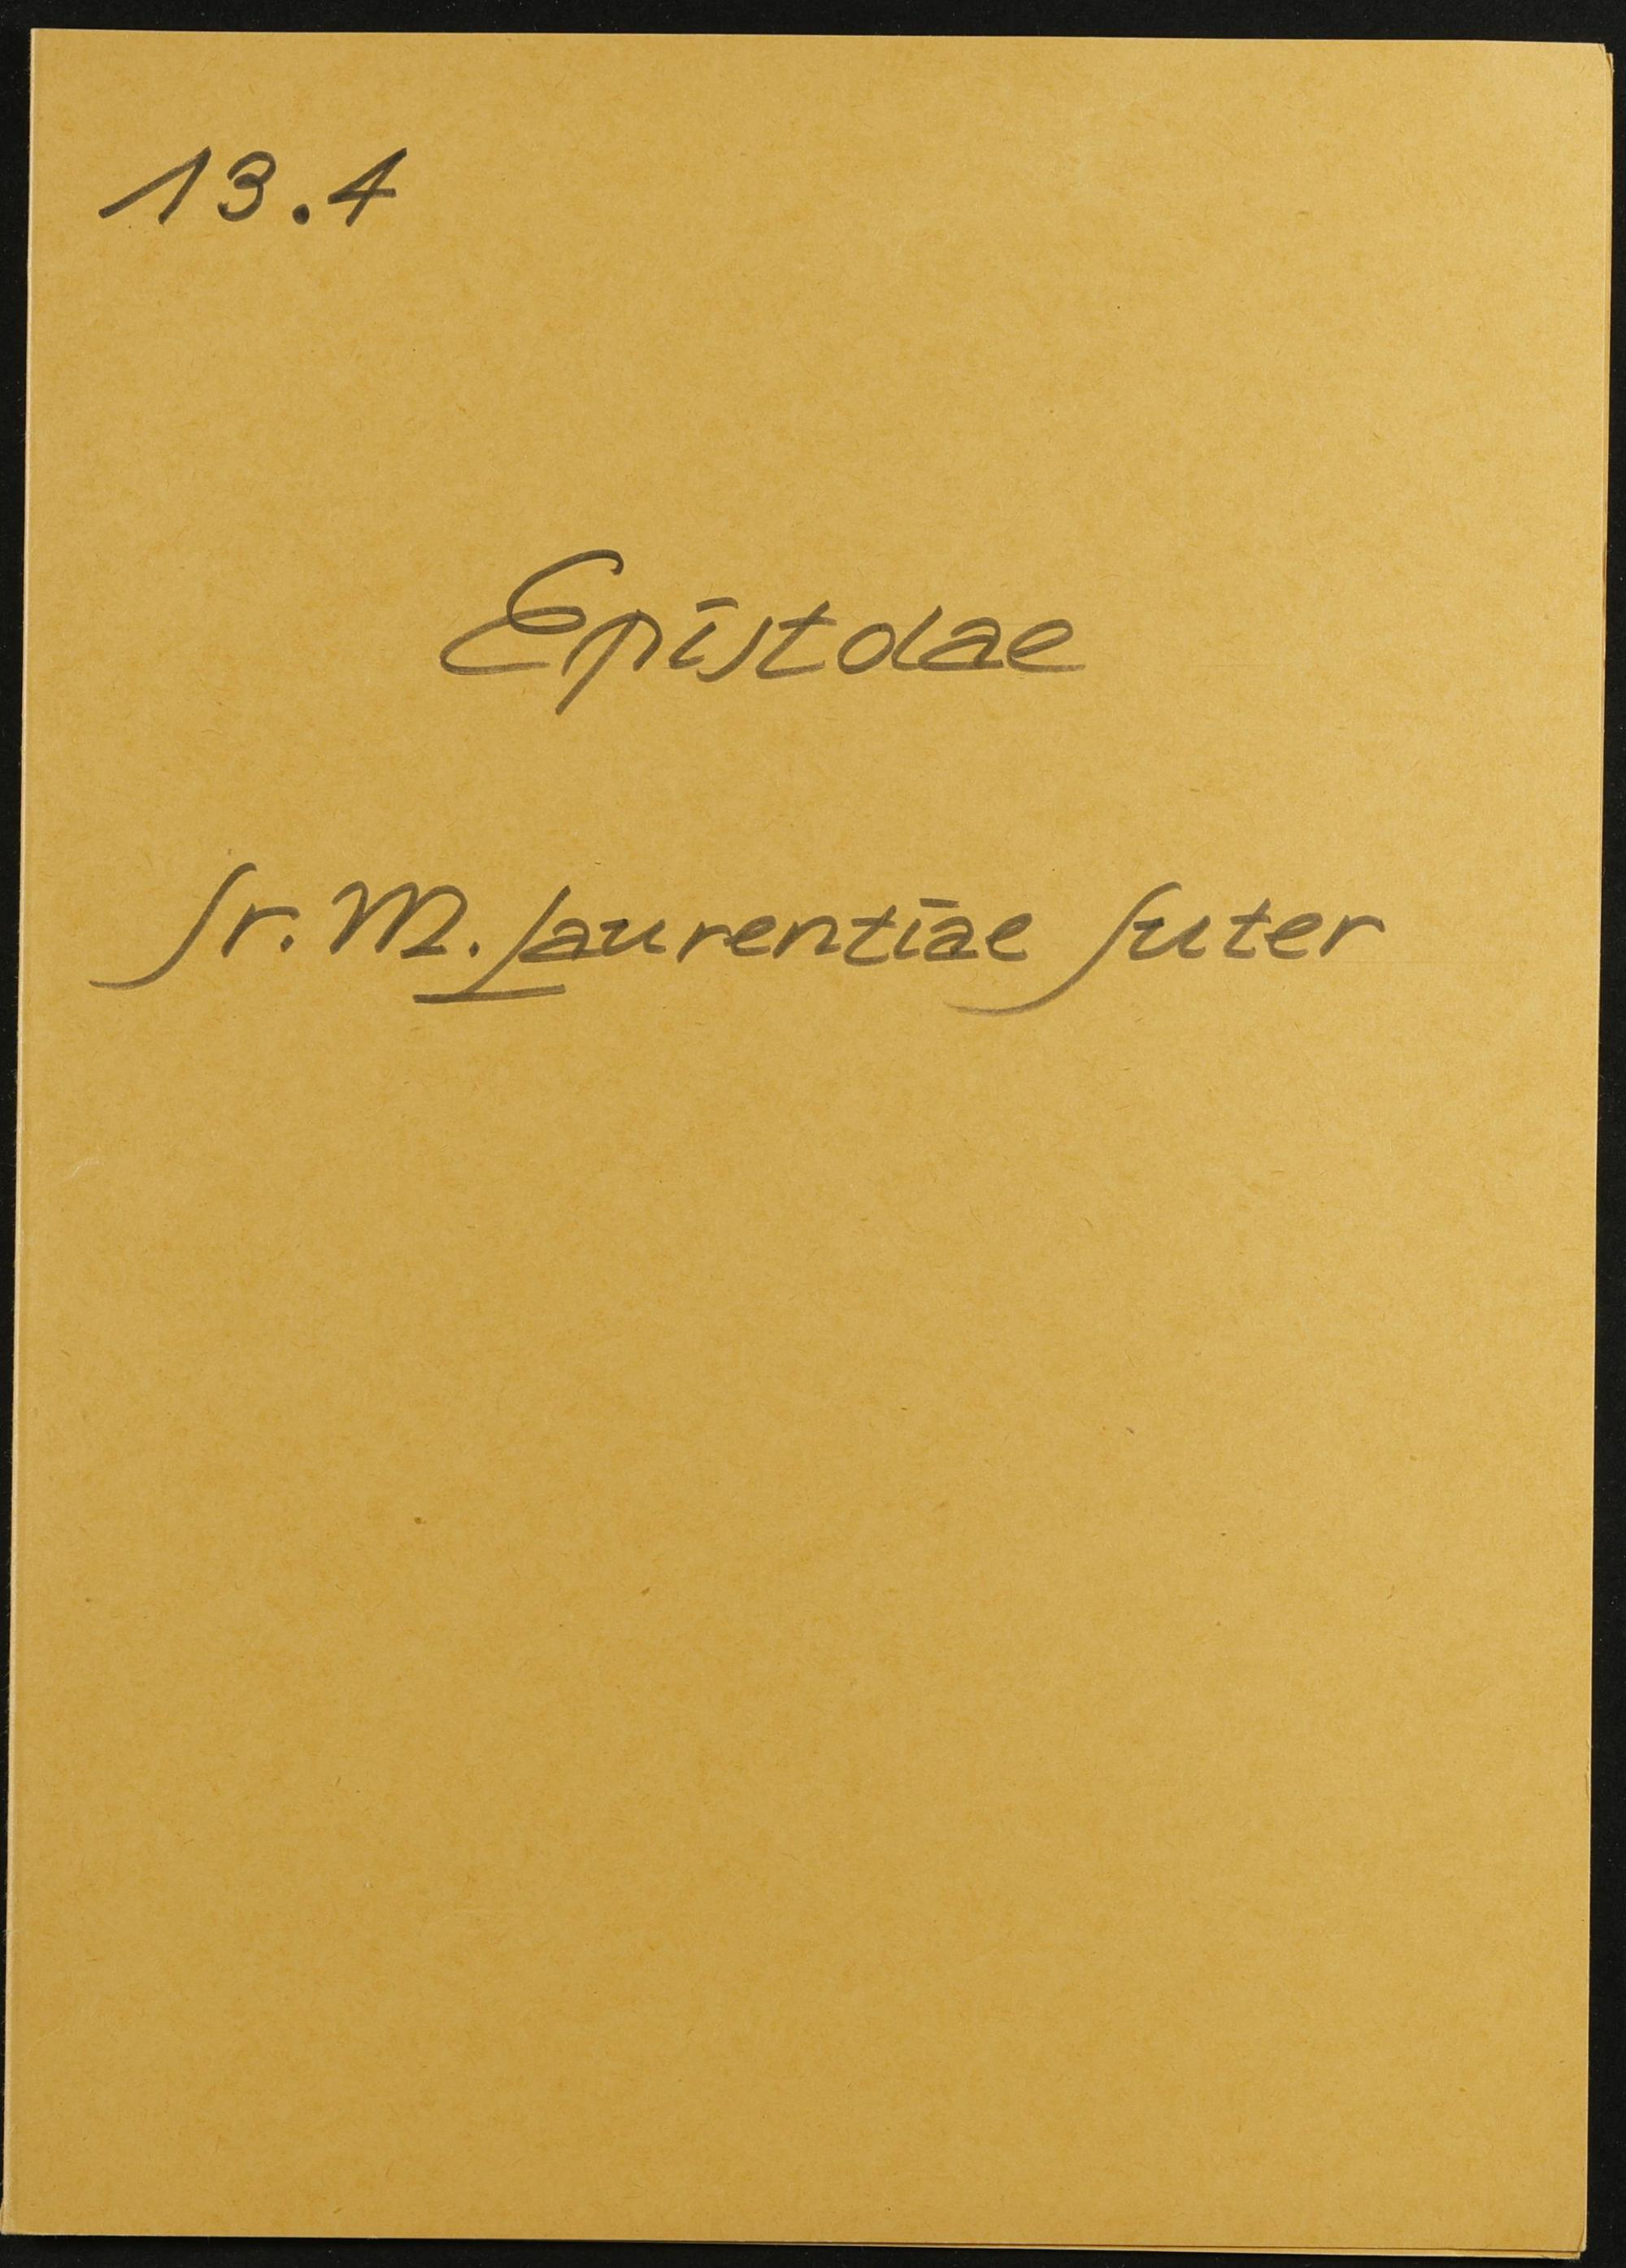 13.4
Epistolae
Sr. M. Laurentiae Suter